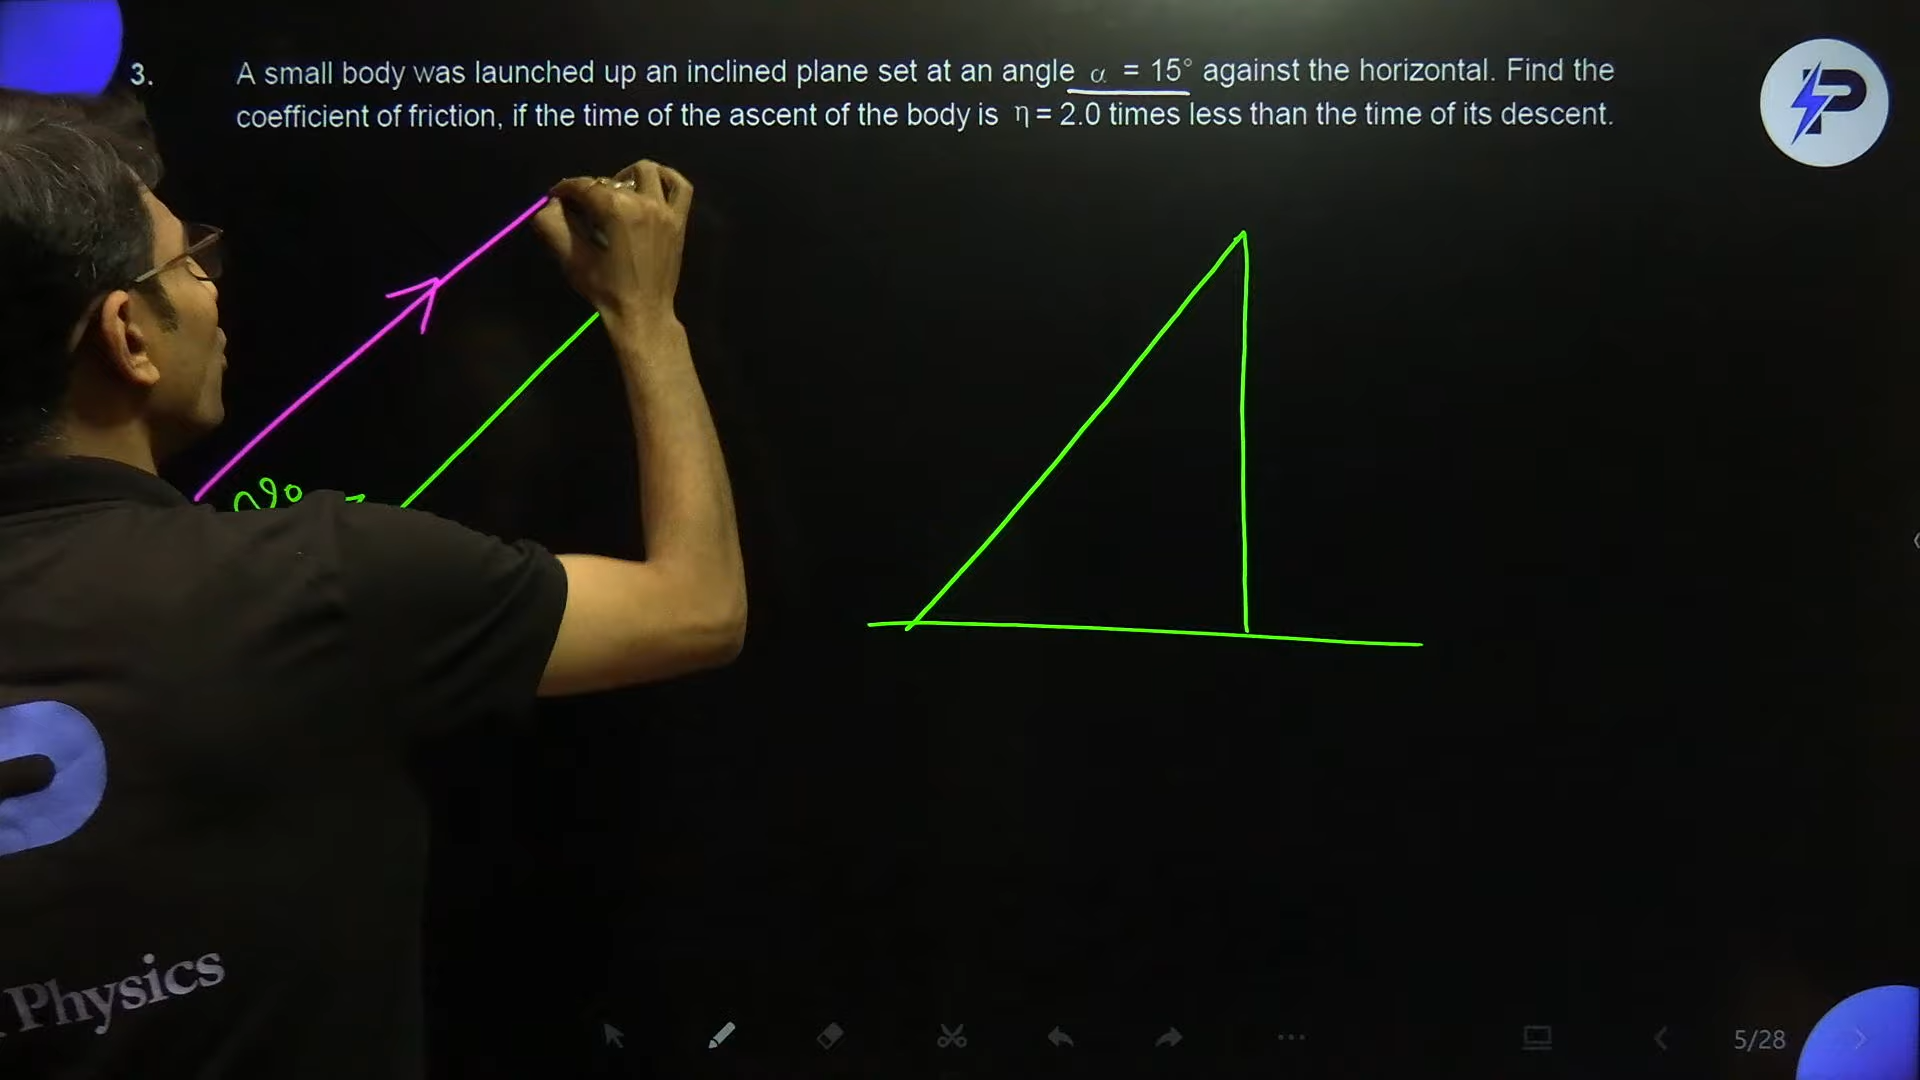 3. A small body was launched up an inclined plane set at an angle α = 15° against the horizontal. Find the
coefficient of friction, if the time of the ascent of the body is η = 2.0 times less than the time of its descent.
P
Physics
5/28